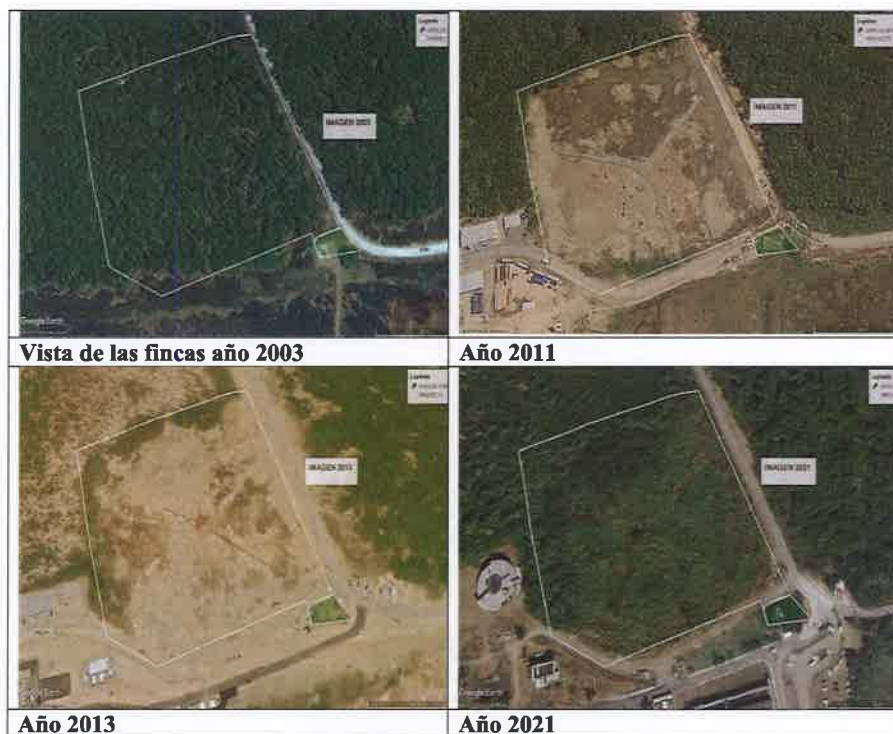 IMAGEN 2003
Google Earth
IMAGEN 2011
Google Earth
Vista de las fincas año 2003
Año 2011
IMAGEN 2013
Google Earth
IMAGEN 2021
Google Earth
Año 2013
Año 2021